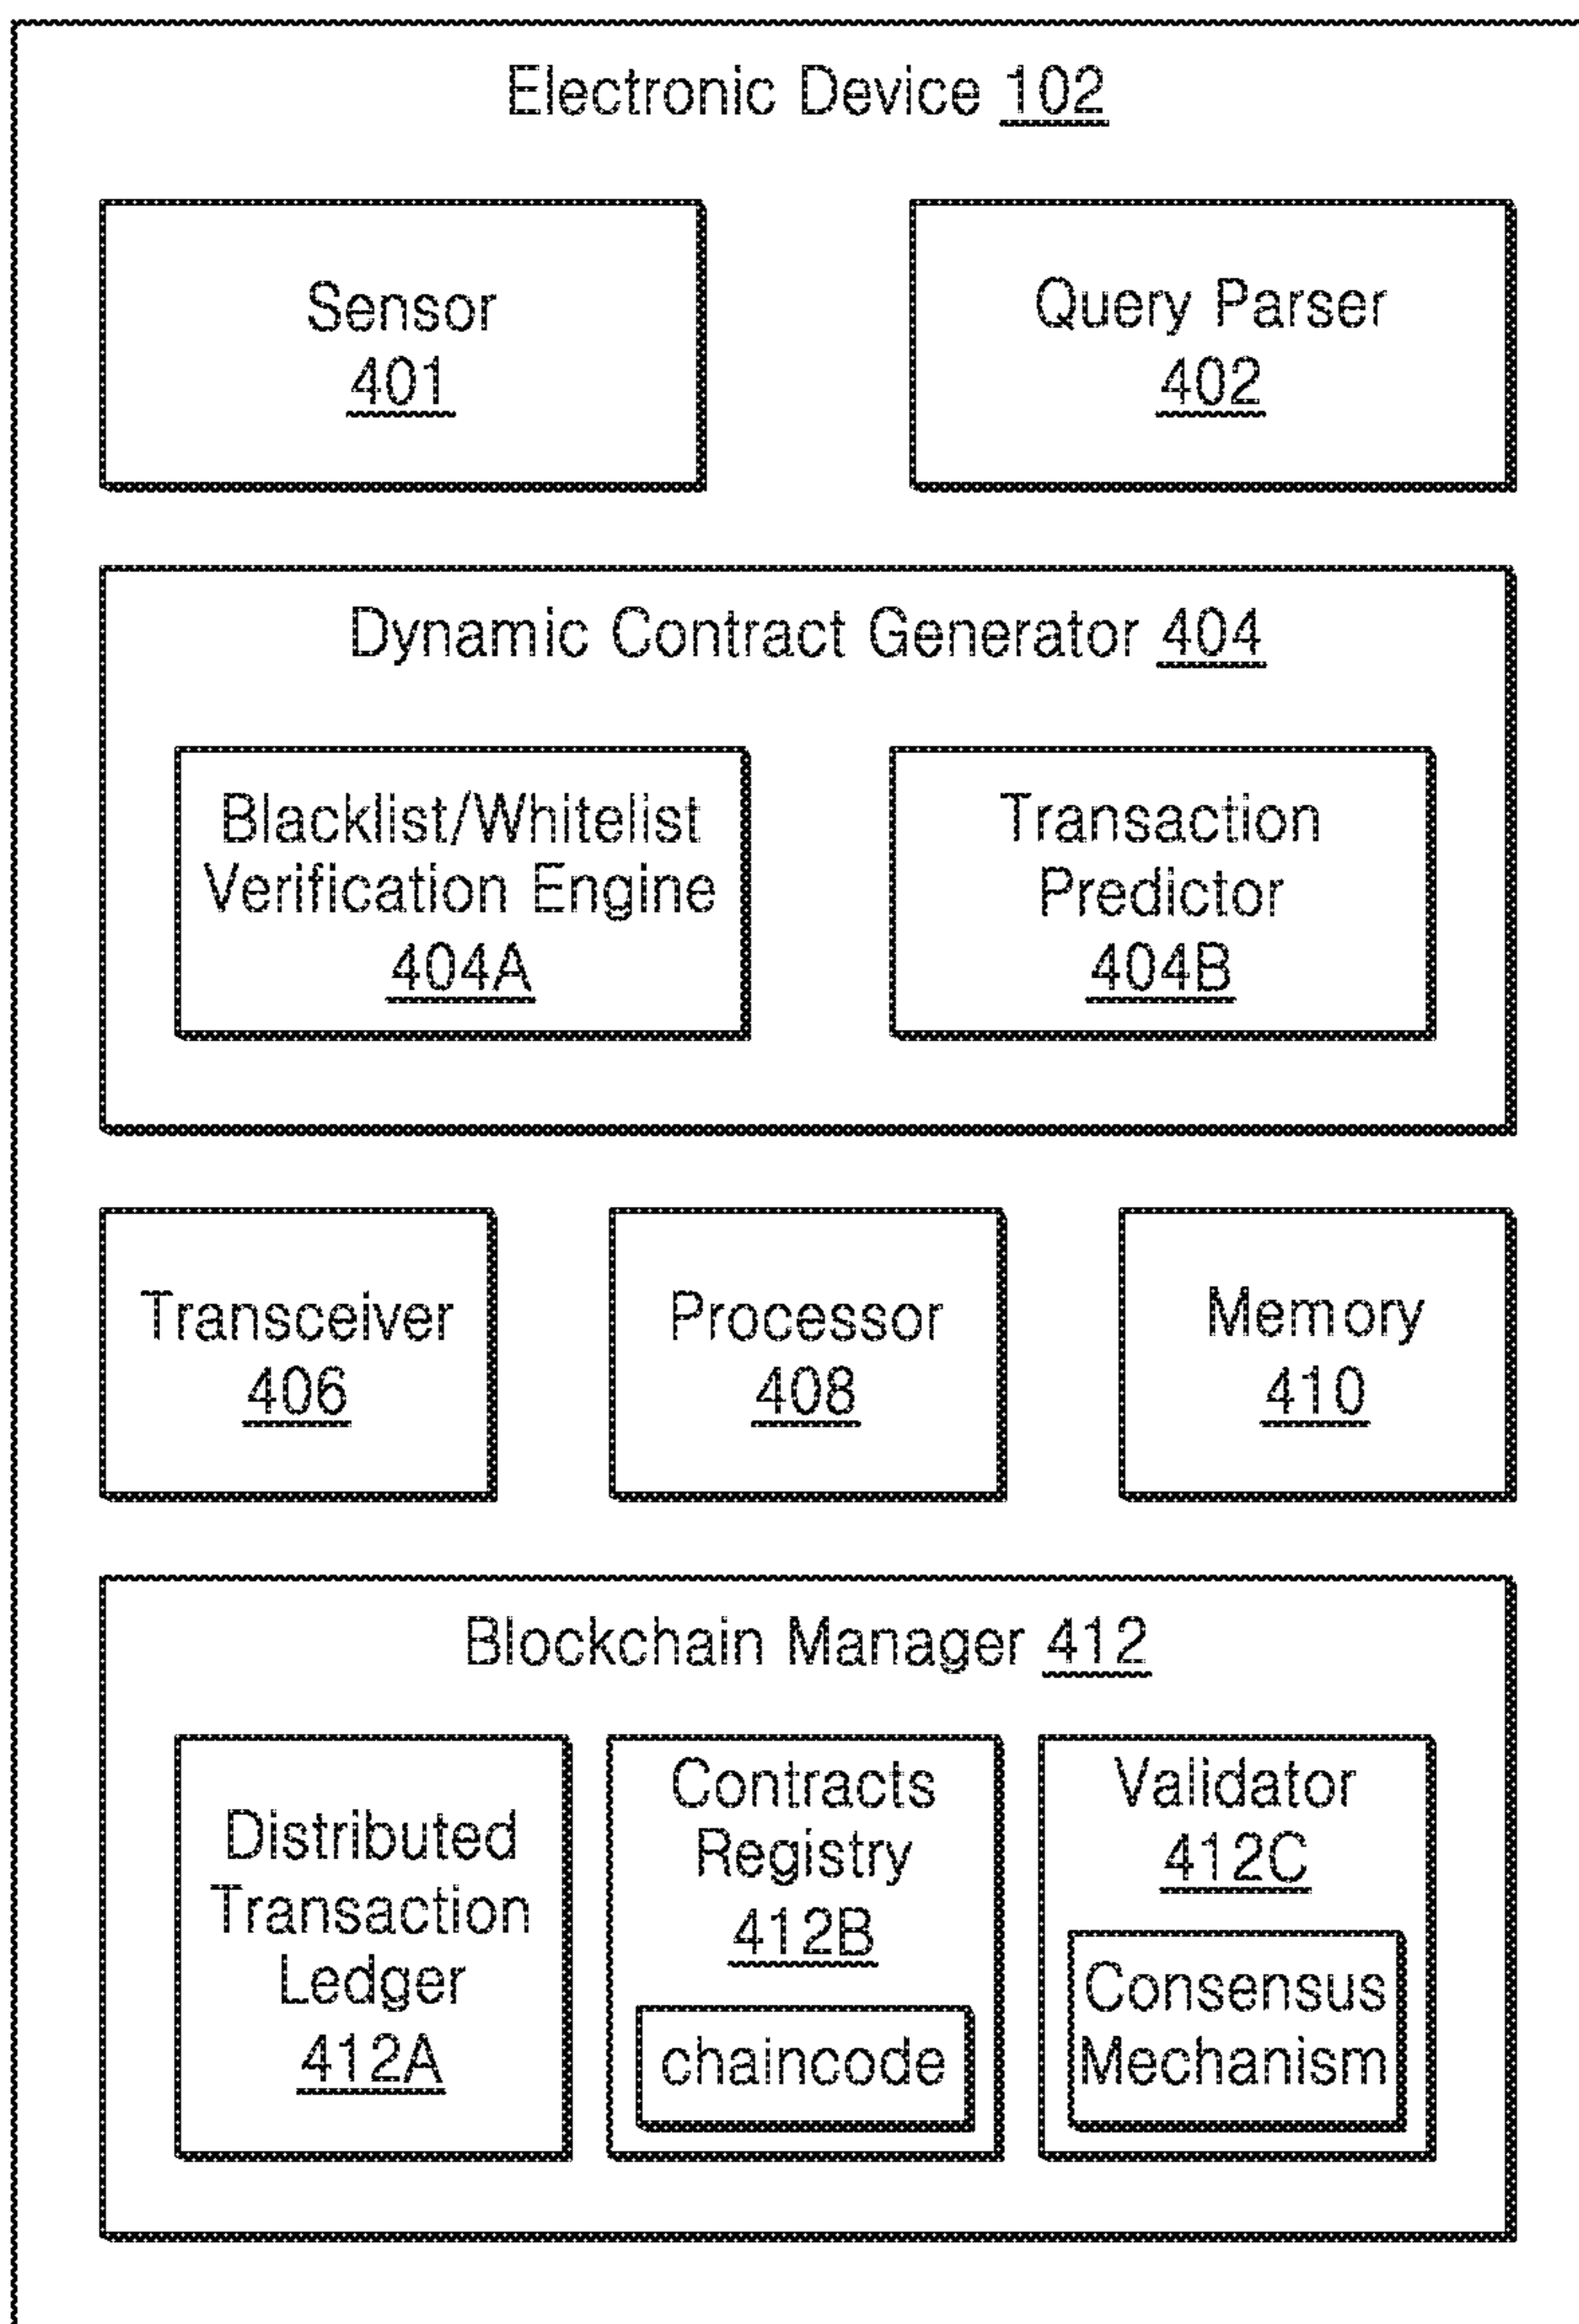 Electronic Device 102
Sensor
401
Query Parser
402
Dynamic Contract Generator 404
Blacklist/Whitelist
Verification Engine
404A
Transaction
Predictor
404B
Transceiver
406
Processor
408
Memory
410
Blockchain Manager 412
Distributed
Transaction
Ledger
412A
Contracts
Registry
412B
chaincode
Validator
412C
Consensus
Mechanism